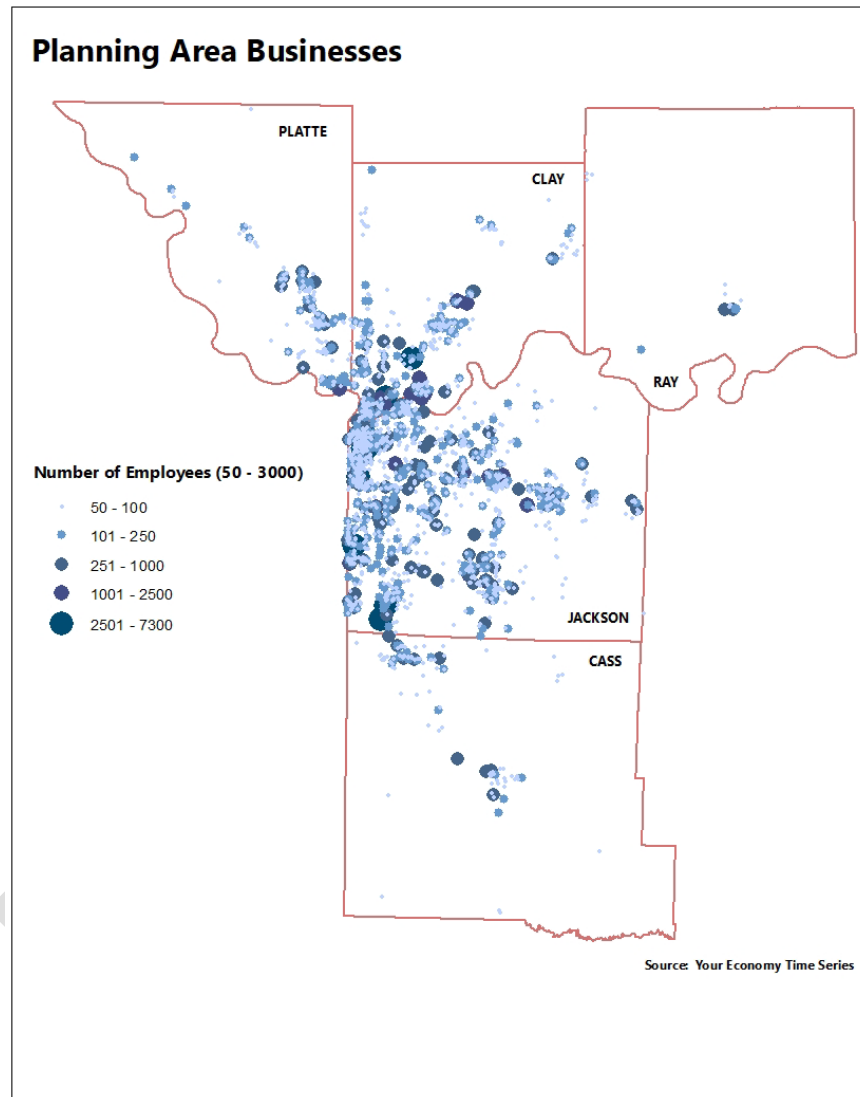 Planning Area Businesses
PLATTE
CLAY
RAY
Number of Employees (50 - 3000)
50 - 100
101 - 250
251 - 1000
1001 - 2500
2501 - 7300
JACKSON
CASS
Source: Your Economy Time Series